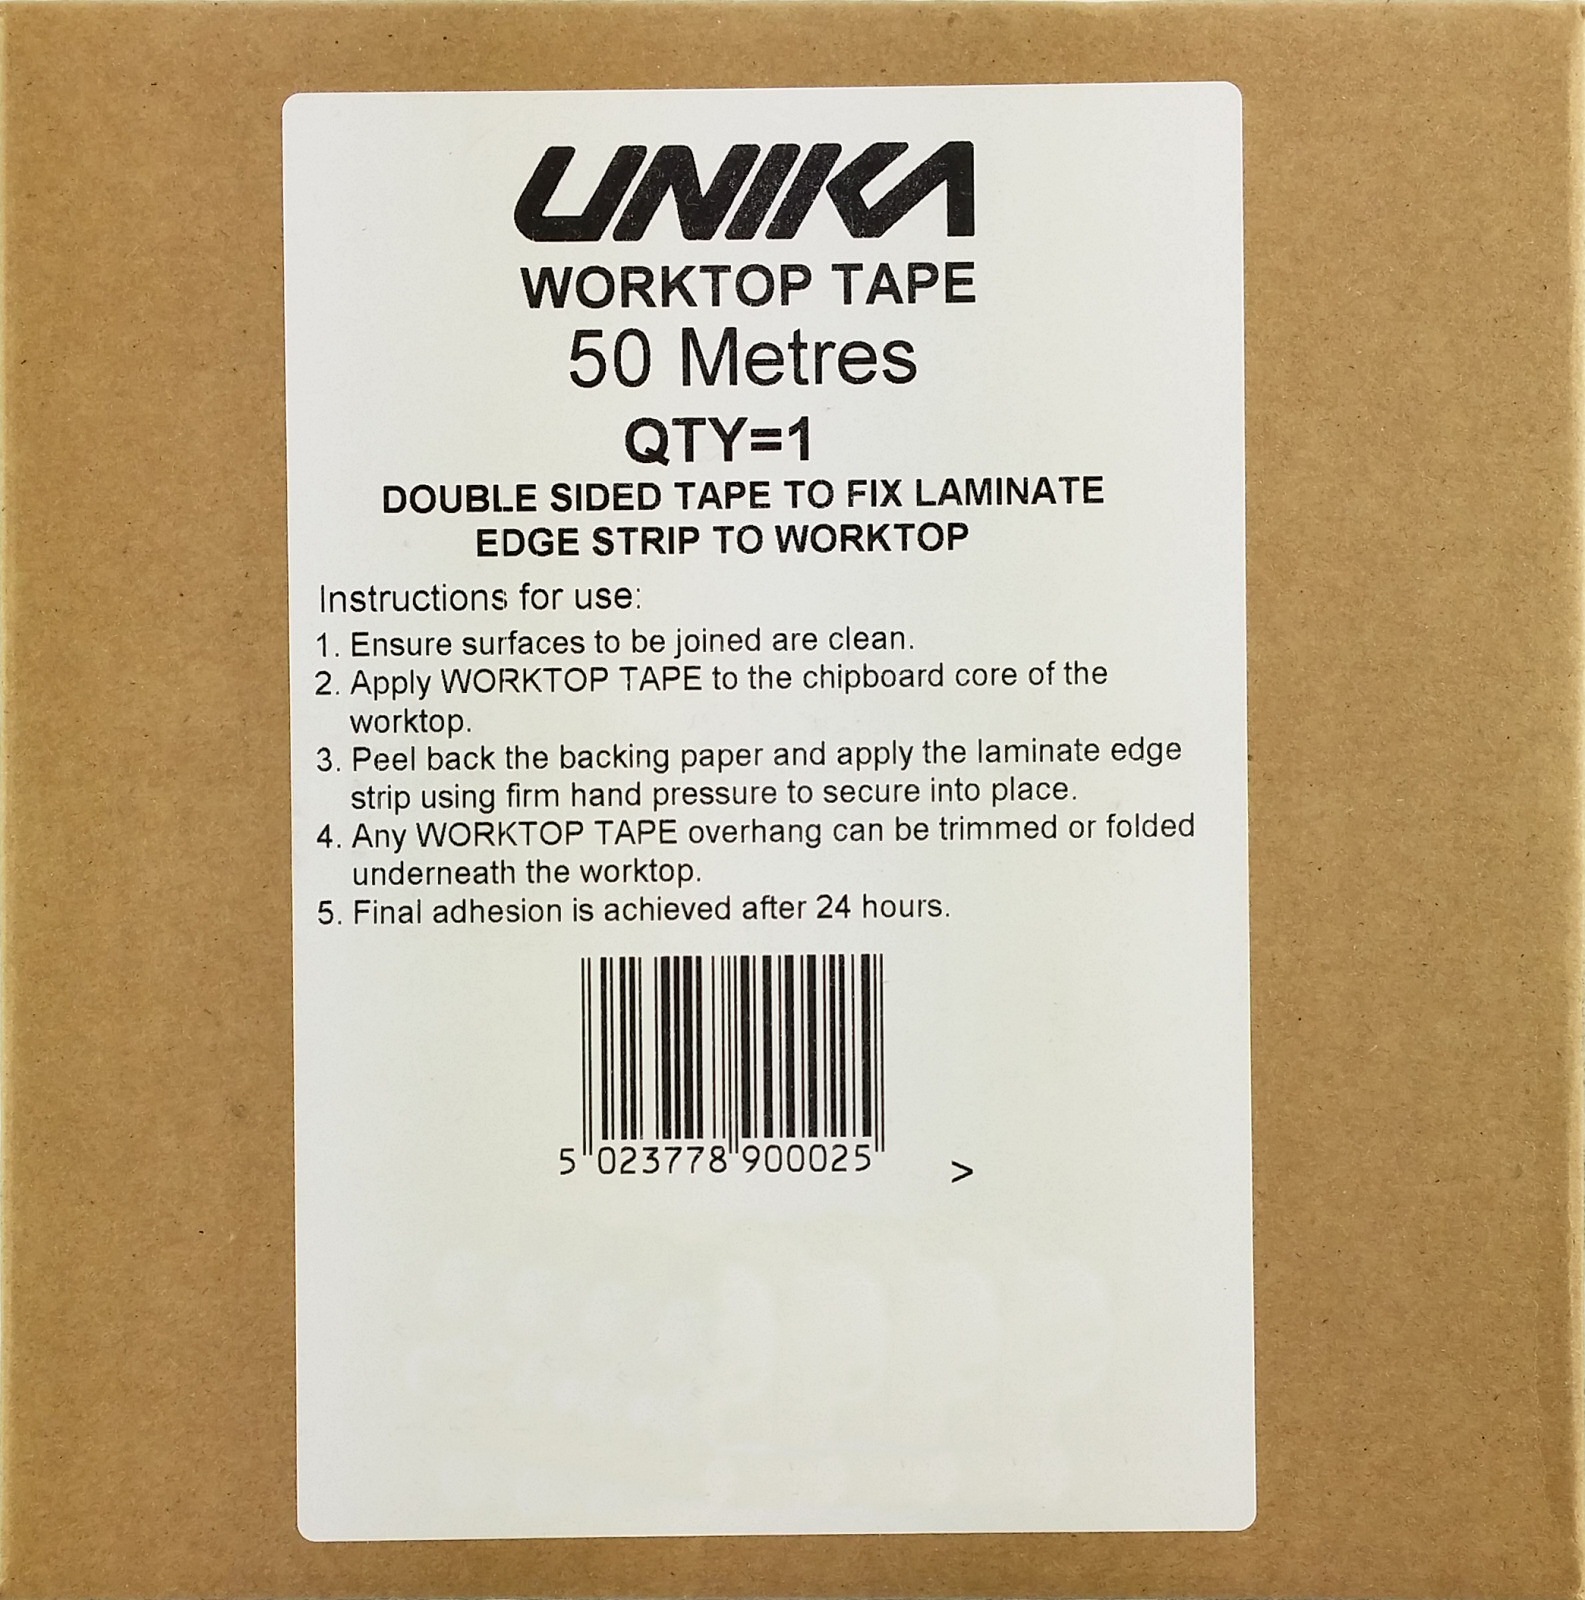 UNIKA
WORKTOP TAPE
50 Metres
QTY=1
DOUBLE SIDED TAPE TO FIX LAMINATE
EDGE STRIP TO WORKTOP
Instructions for use:
1. Ensure surfaces to be joined are clean.
2. Apply WORKTOP TAPE to the chipboard core of the
worktop.
3. Peel back the backing paper and apply the laminate edge
strip using firm hand pressure to secure into place.
4. Any WORKTOP TAPE overhang can be trimmed or folded
underneath the worktop.
5. Final adhesion is achieved after 24 hours.
5 023778 900025 >